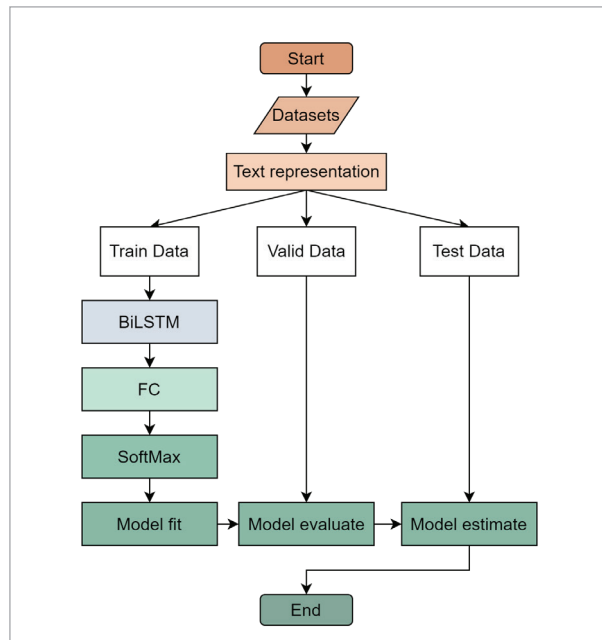 Start
Datasets
Text representation
Train Data
Valid Data
Test Data
BiLSTM
FC
SoftMax
Model fit
Model evaluate
Model estimate
End